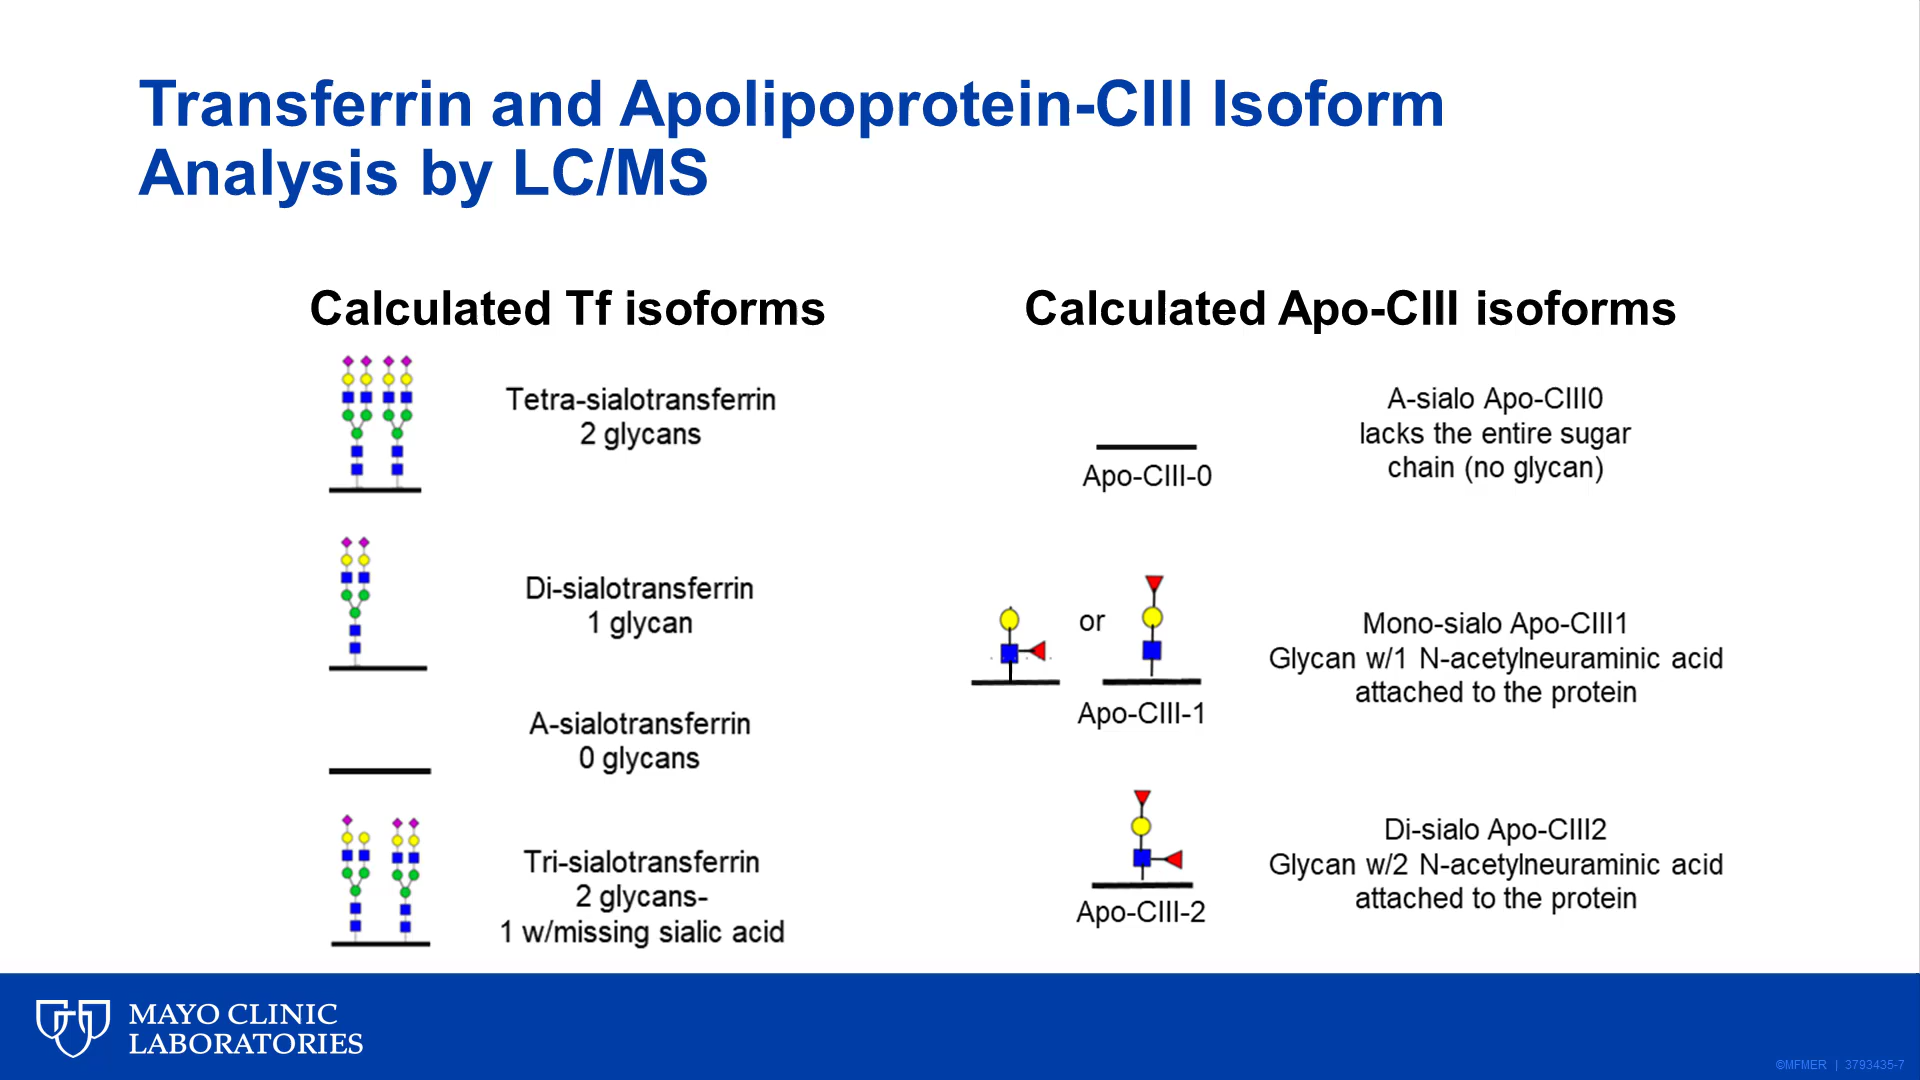 Transferrin and Apolipoprotein-CIII Isoform
Analysis by LC/MS
Calculated Tf isoforms
Tetra-sialotransferrin
2 glycans
Di-sialotransferrin
1 glycan
A-sialotransferrin
0 glycans
Tri-sialotransferrin
2 glycans-
1 w/missing sialic acid
Calculated Apo-CIII isoforms
Apo-CIII-0
A-sialo Apo-CIII0
lacks the entire sugar
chain (no glycan)
or
Apo-CIII-1
Mono-sialo Apo-CIII1
Glycan w/1 N-acetylneuraminic acid
attached to the protein
Apo-CIII-2
Di-sialo Apo-CIII2
Glycan w/2 N-acetylneuraminic acid
attached to the protein
MAYO CLINIC
LABORATORIES
©MFMER | 3793435-7